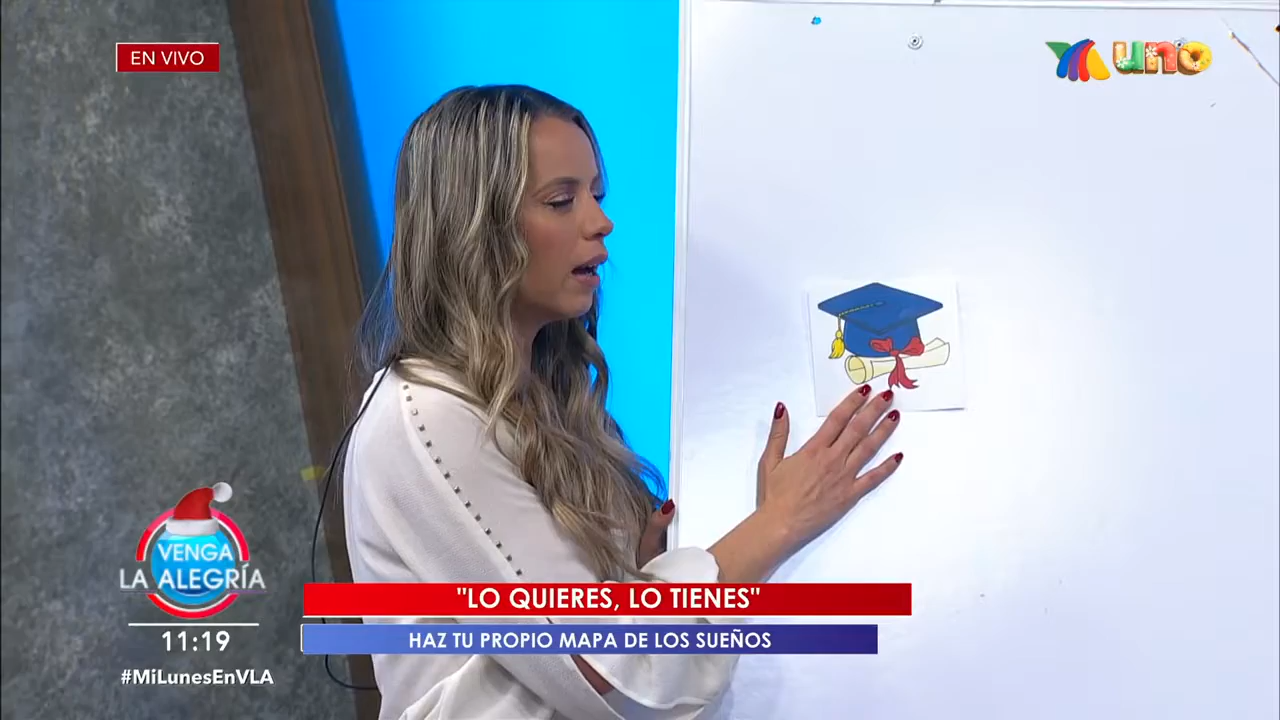 EN VIVO
uno
"LO QUIERES, LO TIENES"
HAZ TU PROPIO MAPA DE LOS SUEÑOS
VENGA
LA ALEGRÍA
11:19
#MiLunesEnVLA